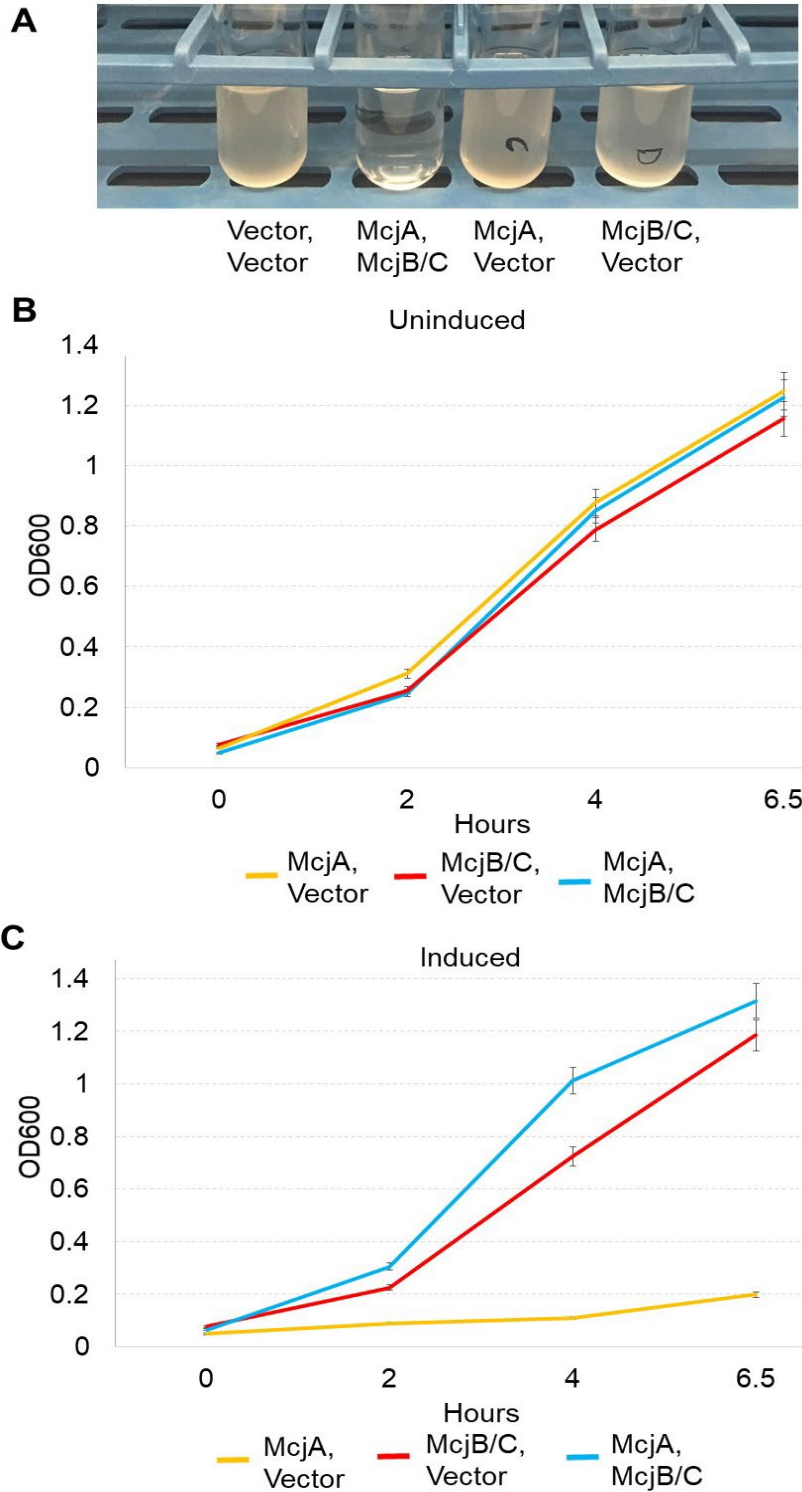 A
C
D
Vector,
Vector
McjA,
McjB/C
McjA,
Vector
McjB/C,
Vector
B
Uninduced
1.4
1.2
1
0.8
0.6
0.4
0.2
0
OD600
0
2
4
6.5
Hours
McjA,
Vector
McjB/C,
Vector
McjA,
McjB/C
C
Induced
1.4
1.2
1
0.8
0.6
0.4
0.2
0
OD600
0
2
4
6.5
Hours
McjA,
Vector
McjB/C,
Vector
McjA,
McjB/C